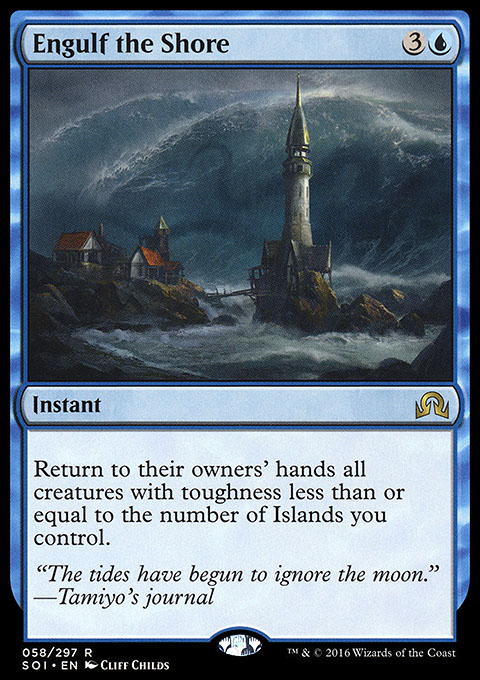 Engulf the Shore 3
Instant
Return to their owners' hands all
creatures with toughness less than or
equal to the number of Islands you
control.
“The tides have begun to ignore the moon.”
—Tamiyo's journal
058/297 R
SOI • EN Cliff Childs
™ & © 2016 Wizards of the Coast